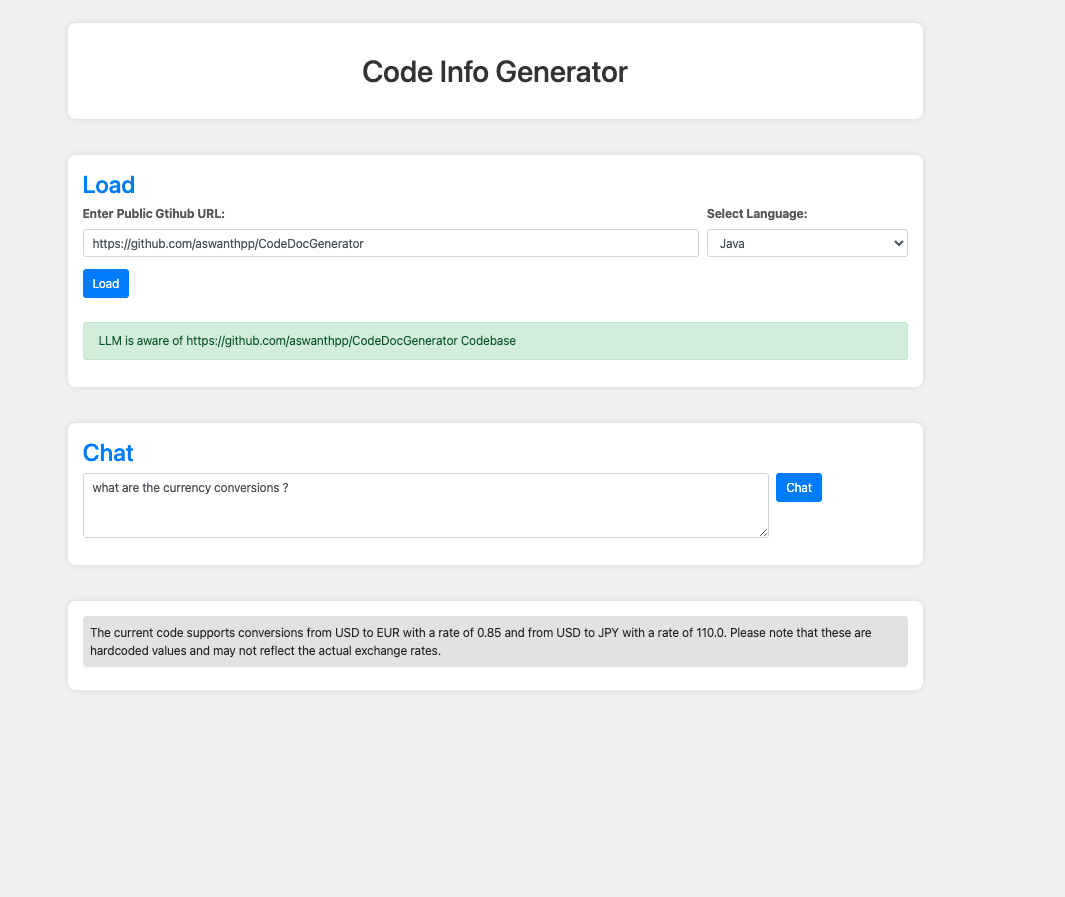 Code Info Generator
Load
Enter Public Gtihub URL:
Select Language:
https://github.com/aswanthpp/CodeDocGenerator
Java
Load
LLM is aware of https://github.com/aswanthpp/CodeDocGenerator Codebase
Chat
what are the currency conversions ?
Chat
The current code supports conversions from USD to EUR with a rate of 0.85 and from USD to JPY with a rate of 110.0. Please note that these are
hardcoded values and may not reflect the actual exchange rates.